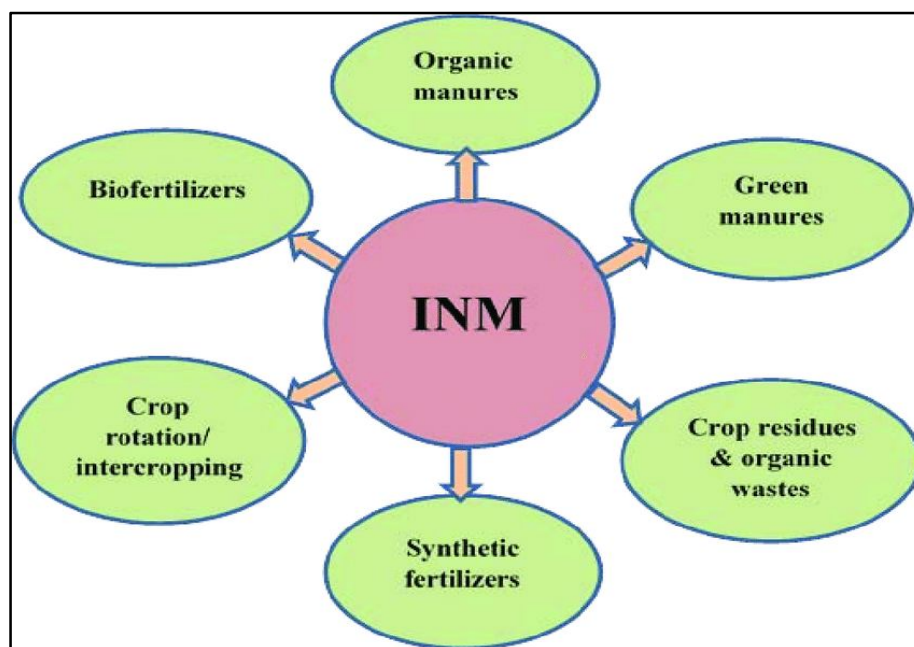 Organic
manures
Biofertilizers
Green
manures
INM
Crop
rotation/
intercropping
Crop residues
& organic
wastes
Synthetic
fertilizers